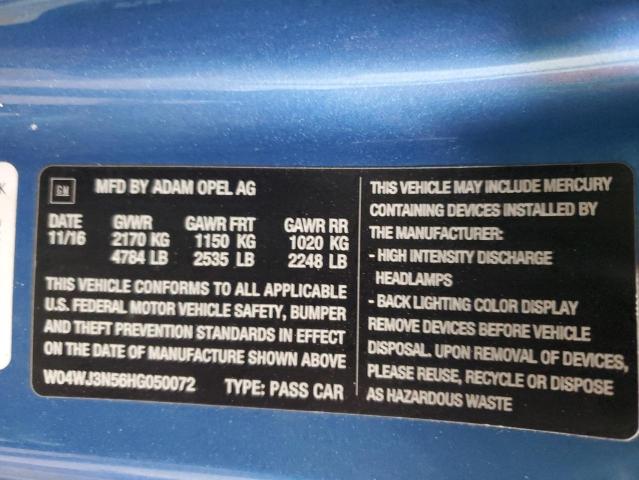 GM
MFD BY ADAM OPEL AG
DATE GVWR GAWR FRT GAWR RR
11/16 2170 KG 1150 KG 1020 KG
4784 LB 2535 LB 2248 LB
THIS VEHICLE CONFORMS TO ALL APPLICABLE
U.S. FEDERAL MOTOR VEHICLE SAFETY, BUMPER
AND THEFT PREVENTION STANDARDS IN EFFECT
ON THE DATE OF MANUFACTURE SHOWN ABOVE
W04WJ3N56HG050072 TYPE: PASS CAR
THIS VEHICLE MAY INCLUDE MERCURY
CONTAINING DEVICES INSTALLED BY
THE MANUFACTURER:
- HIGH INTENSITY DISCHARGE
HEADLAMPS
- BACK LIGHTING COLOR DISPLAY
REMOVE DEVICES BEFORE VEHICLE
DISPOSAL. UPON REMOVAL OF DEVICES,
PLEASE REUSE, RECYCLE OR DISPOSE
AS HAZARDOUS WASTE
K